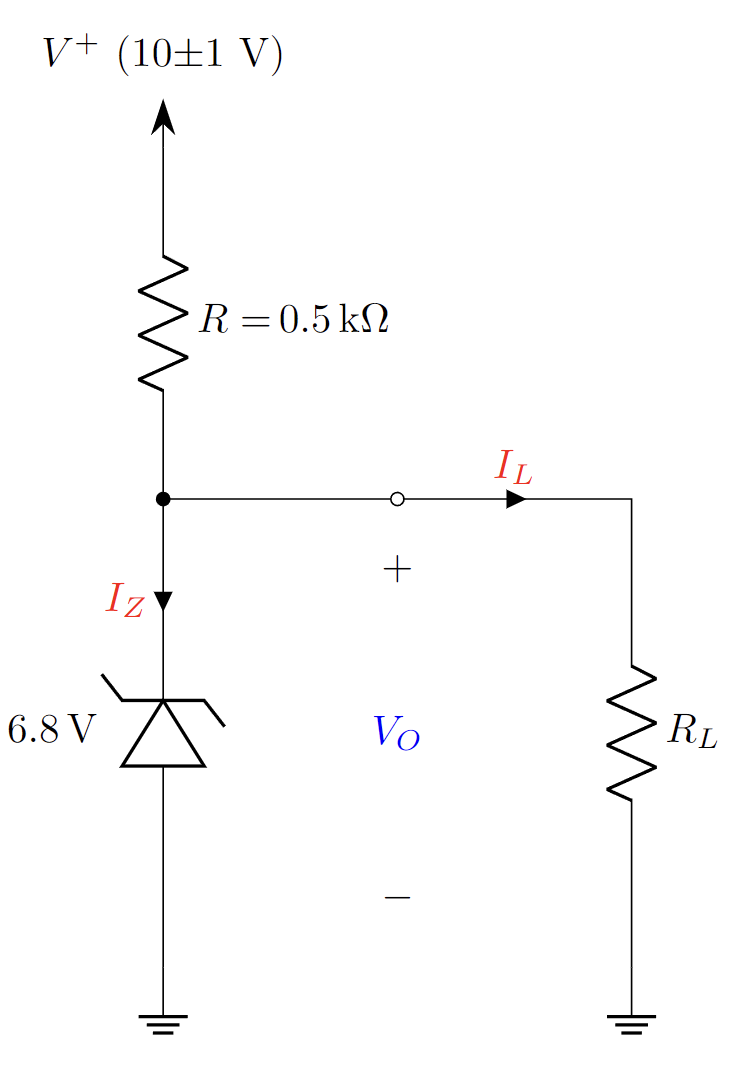 V⁺ (10±1 V)
R = 0.5 kΩ
I_L
+
I_Z
6.8 V
V_O
R_L
−